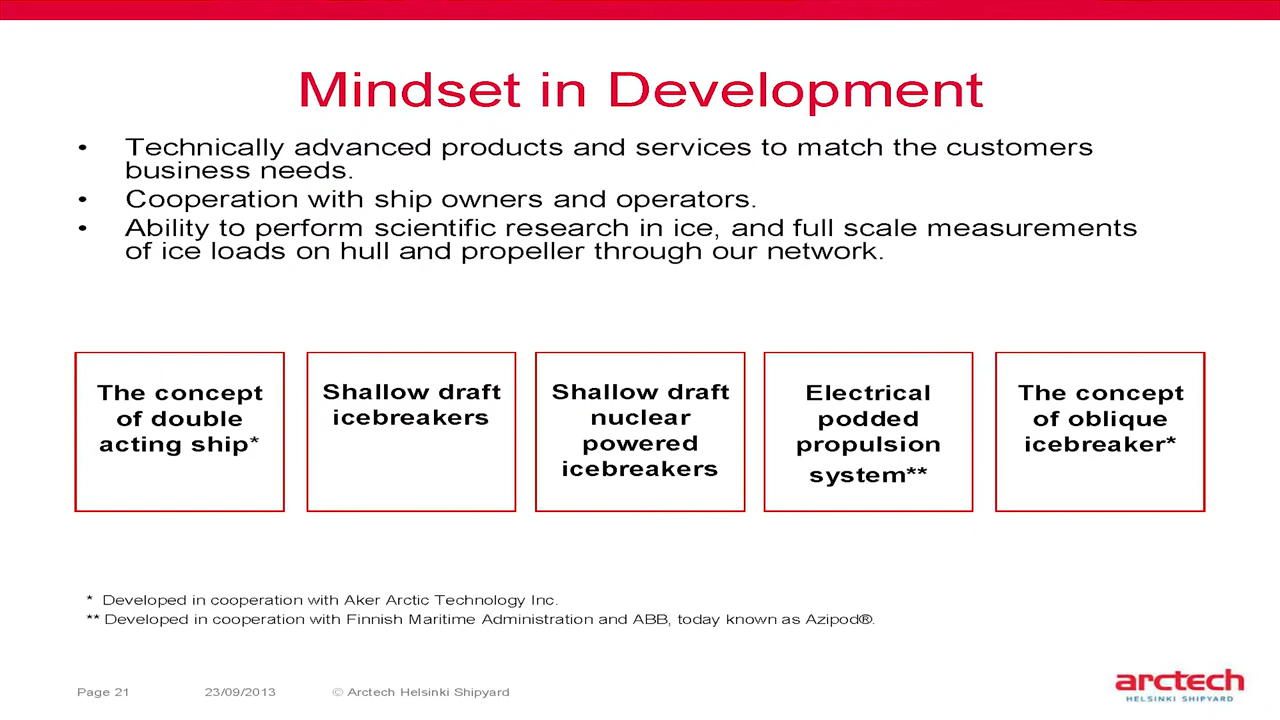 Mindset in Development
• Technically advanced products and services to match the customers
business needs.
• Cooperation with ship owners and operators.
• Ability to perform scientific research in ice, and full scale measurements
of ice loads on hull and propeller through our network.
The concept
of double
acting ship*
Shallow draft
icebreakers
Shallow draft
nuclear
powered
icebreakers
Electrical
podded
propulsion
system**
The concept
of oblique
icebreaker*
* Developed in cooperation with Aker Arctic Technology Inc.
** Developed in cooperation with Finnish Maritime Administration and ABB, today known as Azipod®.
Page 21 23/09/2013 © Arctech Helsinki Shipyard
arctech
HELSINKI SHIPYARD